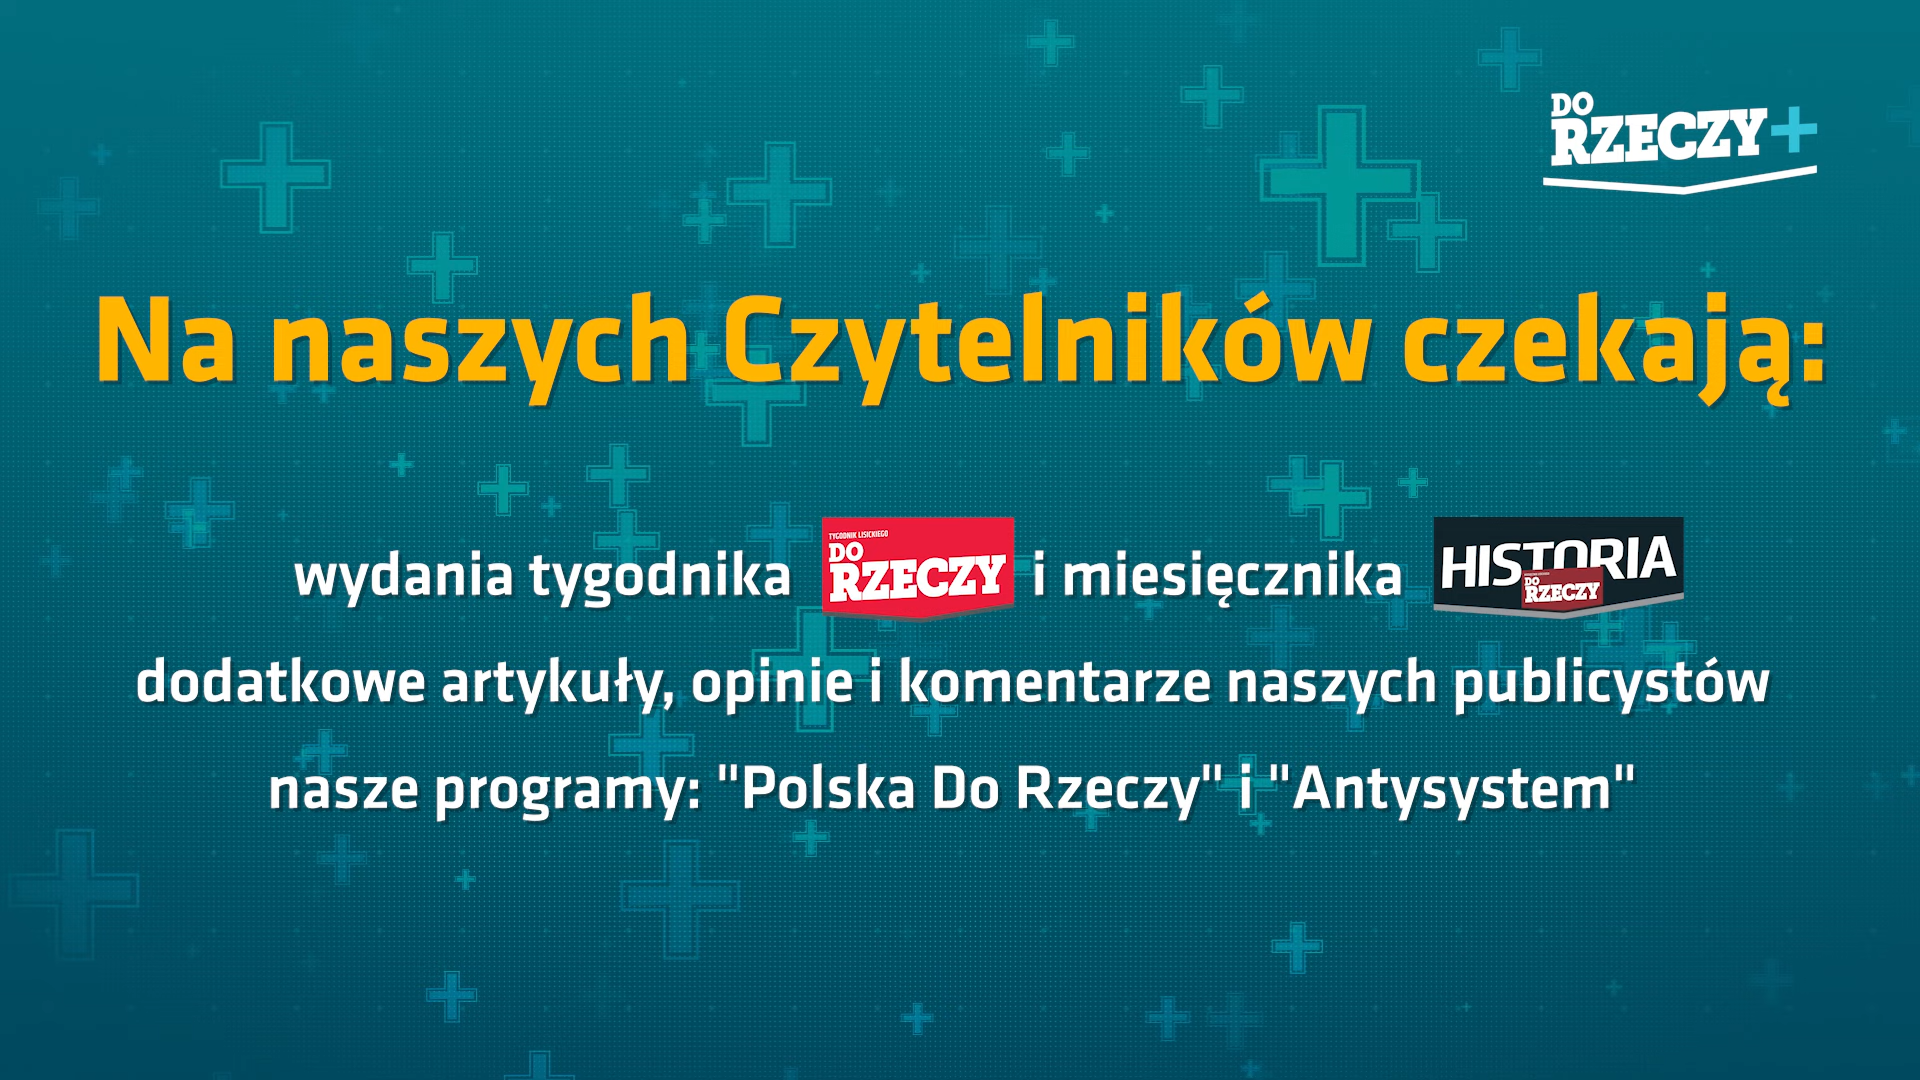 DO
RZECZY+
Na naszych Czytelników czekają:
wydania tygodnika TYGODNIK LISICKIEGO DO RZECZY i miesięcznika HISTORIA DO RZECZY
dodatkowe artykuły, opinie i komentarze naszych publicystów
nasze programy: "Polska Do Rzeczy" i "Antysystem"